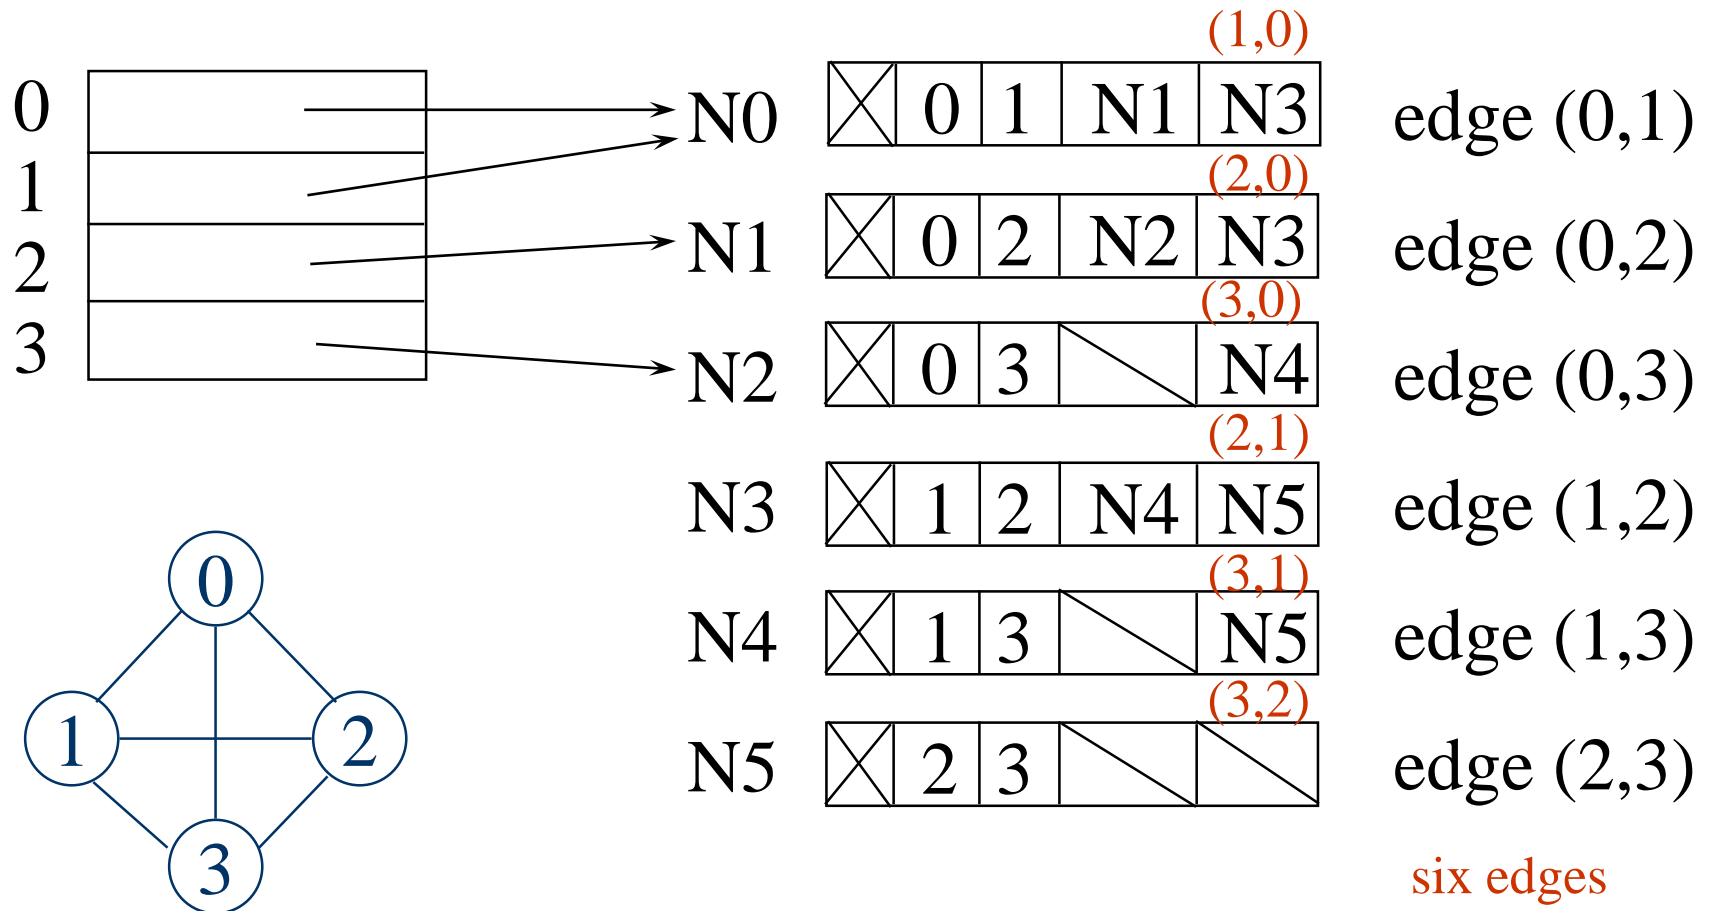 (1,0)
0 N0 0 1 N1 N3 edge (0,1)
1
(2,0)
2 N1 0 2 N2 N3 edge (0,2)
(3,0)
3 N2 0 3 N4 edge (0,3)
(2,1)
N3 1 2 N4 N5 edge (1,2)
(3,1)
0 N4 1 3 N5 edge (1,3)
(3,2)
1 2 N5 2 3 edge (2,3)
3 six edges